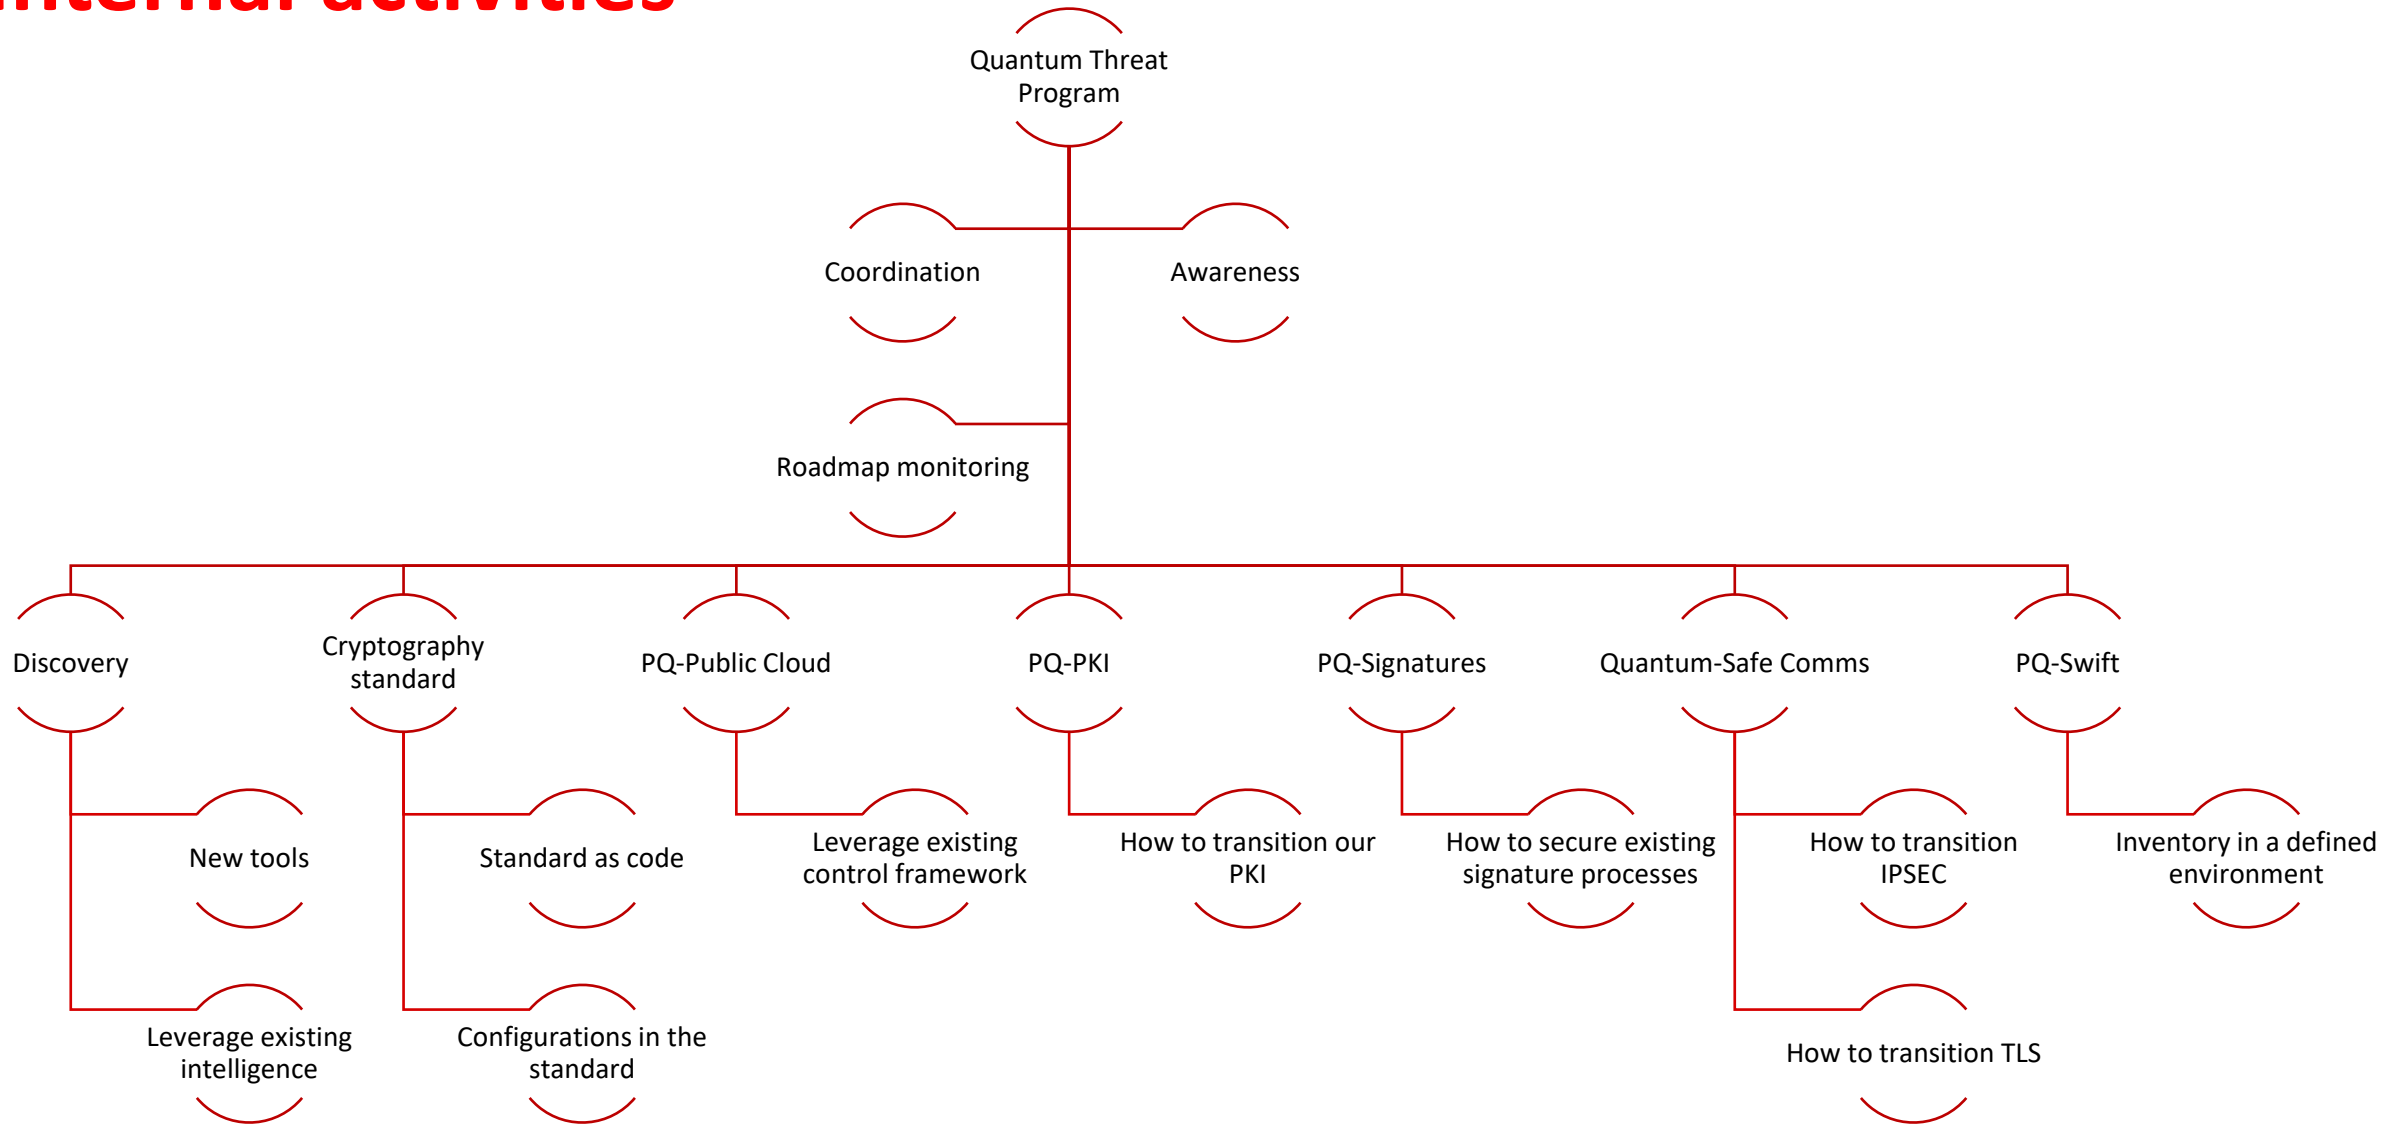 Internal activities
Quantum Threat
Program
Coordination
Awareness
Roadmap monitoring
Discovery
Cryptography
standard
PQ-Public Cloud
PQ-PKI
PQ-Signatures
Quantum-Safe Comms
PQ-Swift
New tools
Standard as code
Leverage existing
control framework
How to transition our
PKI
How to secure existing
signature processes
How to transition
IPSEC
Inventory in a defined
environment
Leverage existing
intelligence
Configurations in the
standard
How to transition TLS